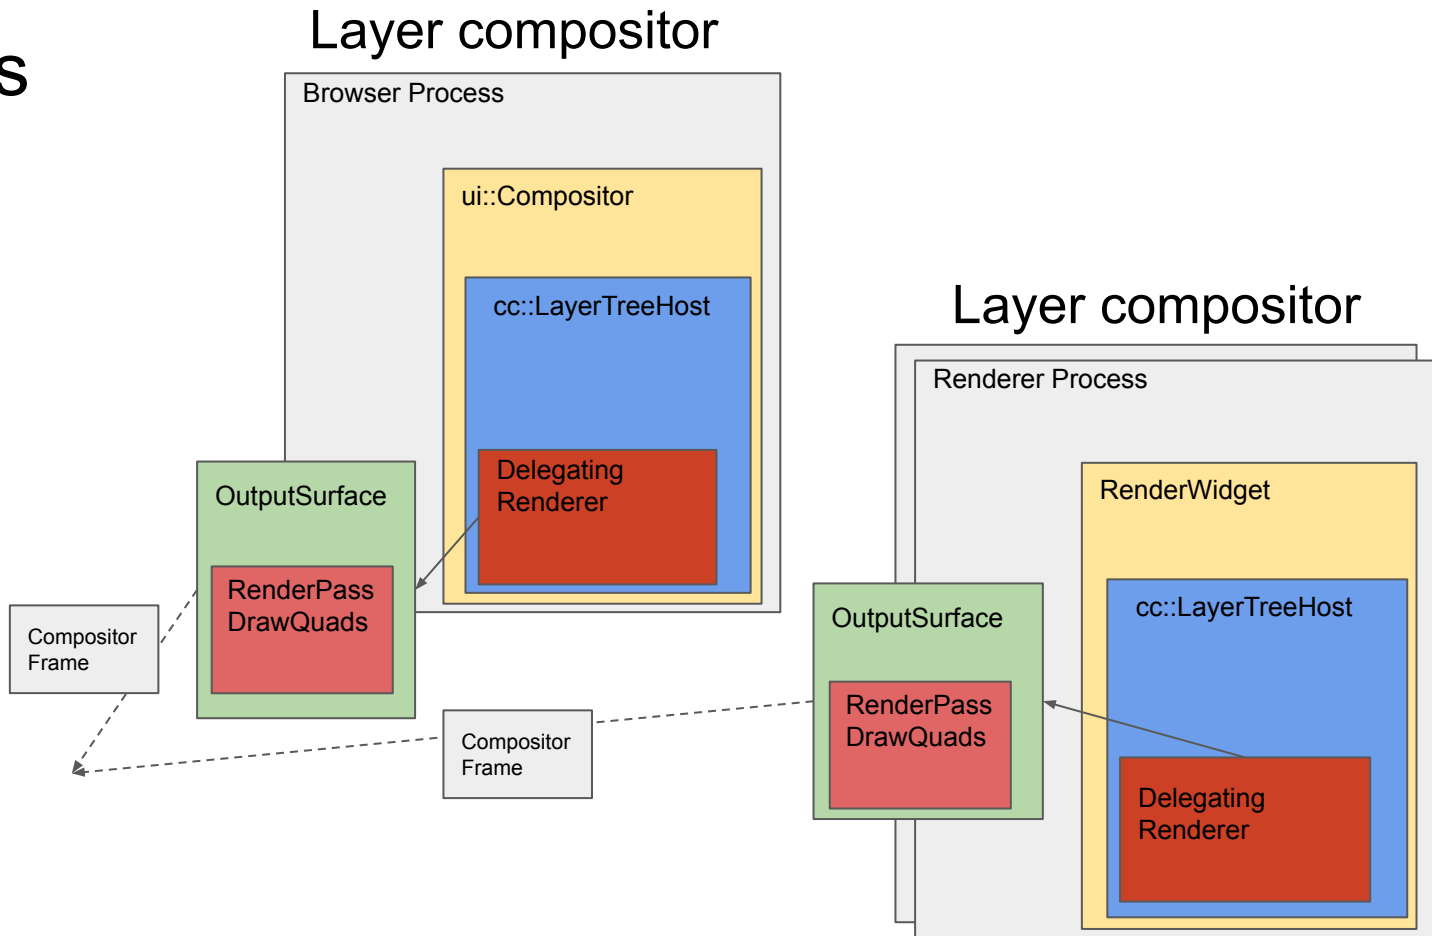 s
Layer compositor
Browser Process
ui::Compositor
cc::LayerTreeHost
Delegating
Renderer
OutputSurface
RenderPass
DrawQuads
Compositor
Frame
Compositor
Frame
Layer compositor
Renderer Process
RenderWidget
cc::LayerTreeHost
OutputSurface
RenderPass
DrawQuads
Delegating
Renderer